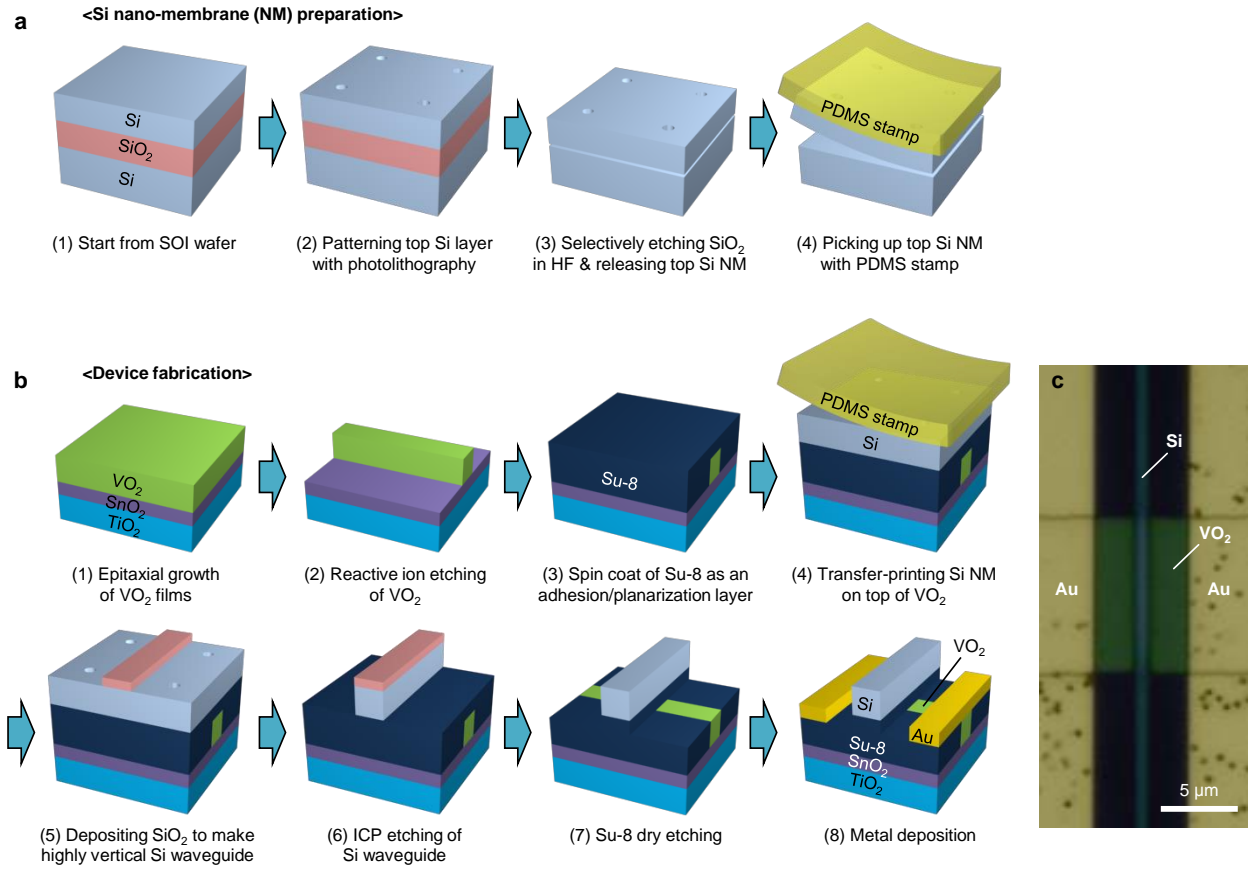 a
<Si nano-membrane (NM) preparation>
Si
SiO₂
Si
PDMS stamp
(1) Start from SOI wafer
(2) Patterning top Si layer
with photolithography
(3) Selectively etching SiO₂
in HF & releasing top Si NM
(4) Picking up top Si NM
with PDMS stamp
b
<Device fabrication>
VO₂
SnO₂
TiO₂
Su-8
PDMS stamp
Si
(1) Epitaxial growth
of VO₂ films
(2) Reactive ion etching
of VO₂
(3) Spin coat of Su-8 as an
adhesion/planarization layer
(4) Transfer-printing Si NM
on top of VO₂
VO₂
Si
Au
Su-8
SnO₂
TiO₂
(5) Depositing SiO₂ to make
highly vertical Si waveguide
(6) ICP etching of
Si waveguide
(7) Su-8 dry etching
(8) Metal deposition
c
Si
VO₂
Au
Au
5 µm